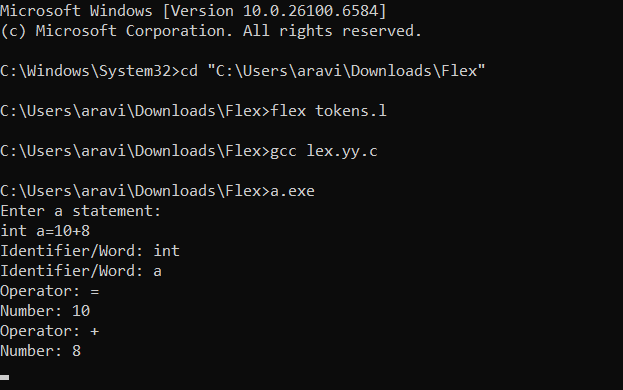 Microsoft Windows [Version 10.0.26100.6584]
(c) Microsoft Corporation. All rights reserved.
C:\Windows\System32>cd "C:\Users\aravi\Downloads\Flex"
C:\Users\aravi\Downloads\Flex>flex tokens.l
C:\Users\aravi\Downloads\Flex>gcc lex.yy.c
C:\Users\aravi\Downloads\Flex>a.exe
Enter a statement:
int a=10+8
Identifier/Word: int
Identifier/Word: a
Operator: =
Number: 10
Operator: +
Number: 8